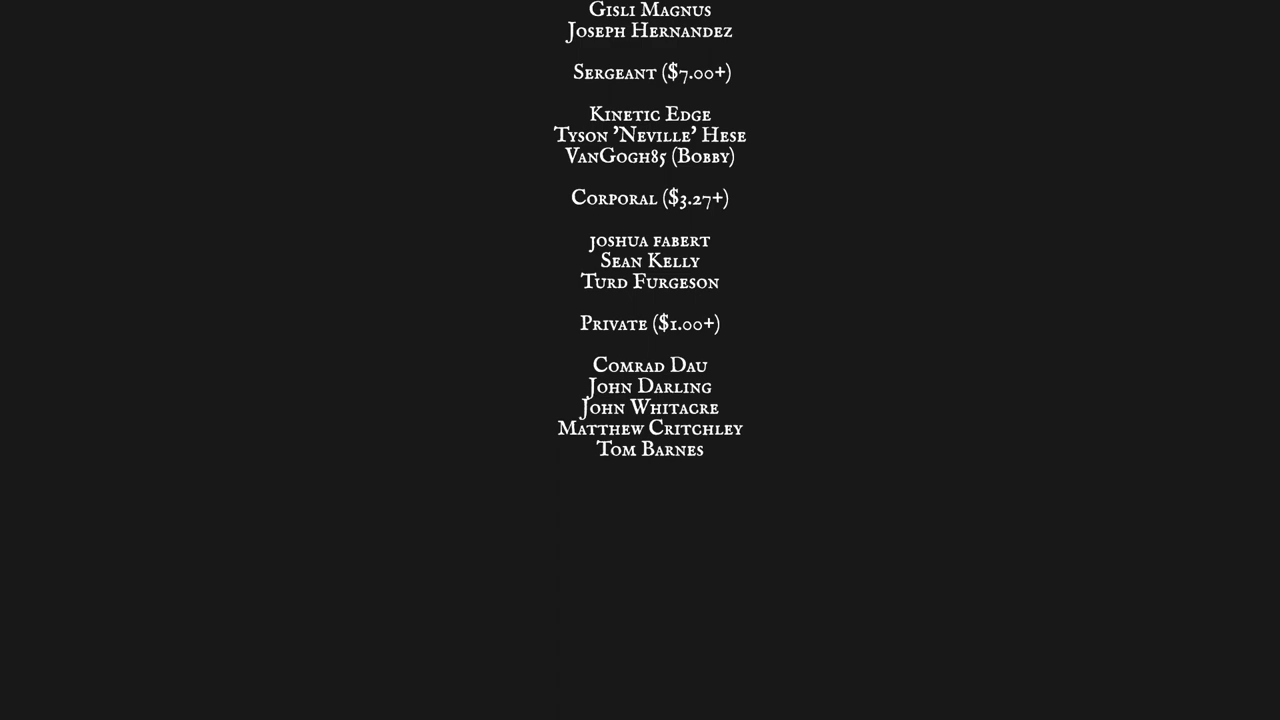 Gisli Magnus
Joseph Hernandez
Sergeant ($7.00+)
Kinetic Edge
Tyson 'Neville' Hese
VanGogh85 (Bobby)
Corporal ($3.27+)
joshua fabert
Sean Kelly
Turd Furgeson
Private ($1.00+)
Comrad Dau
John Darling
John Whitacre
Matthew Critchley
Tom Barnes